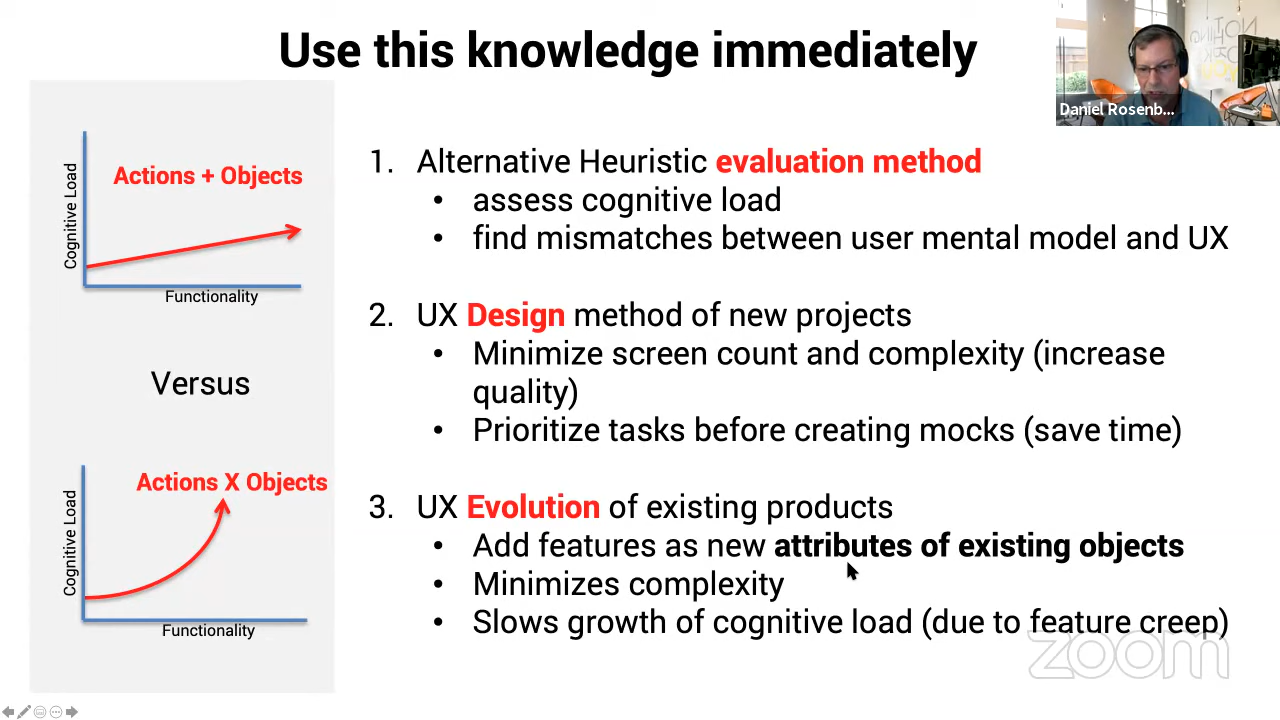 Use this knowledge immediately
Daniel Rosenb...
Cognitive Load
Actions + Objects
Functionality
Versus
Cognitive Load
Actions X Objects
Functionality
1. Alternative Heuristic evaluation method
• assess cognitive load
• find mismatches between user mental model and UX
2. UX Design method of new projects
• Minimize screen count and complexity (increase
quality)
• Prioritize tasks before creating mocks (save time)
3. UX Evolution of existing products
• Add features as new attributes of existing objects
• Minimizes complexity
• Slows growth of cognitive load (due to feature creep)
zoom